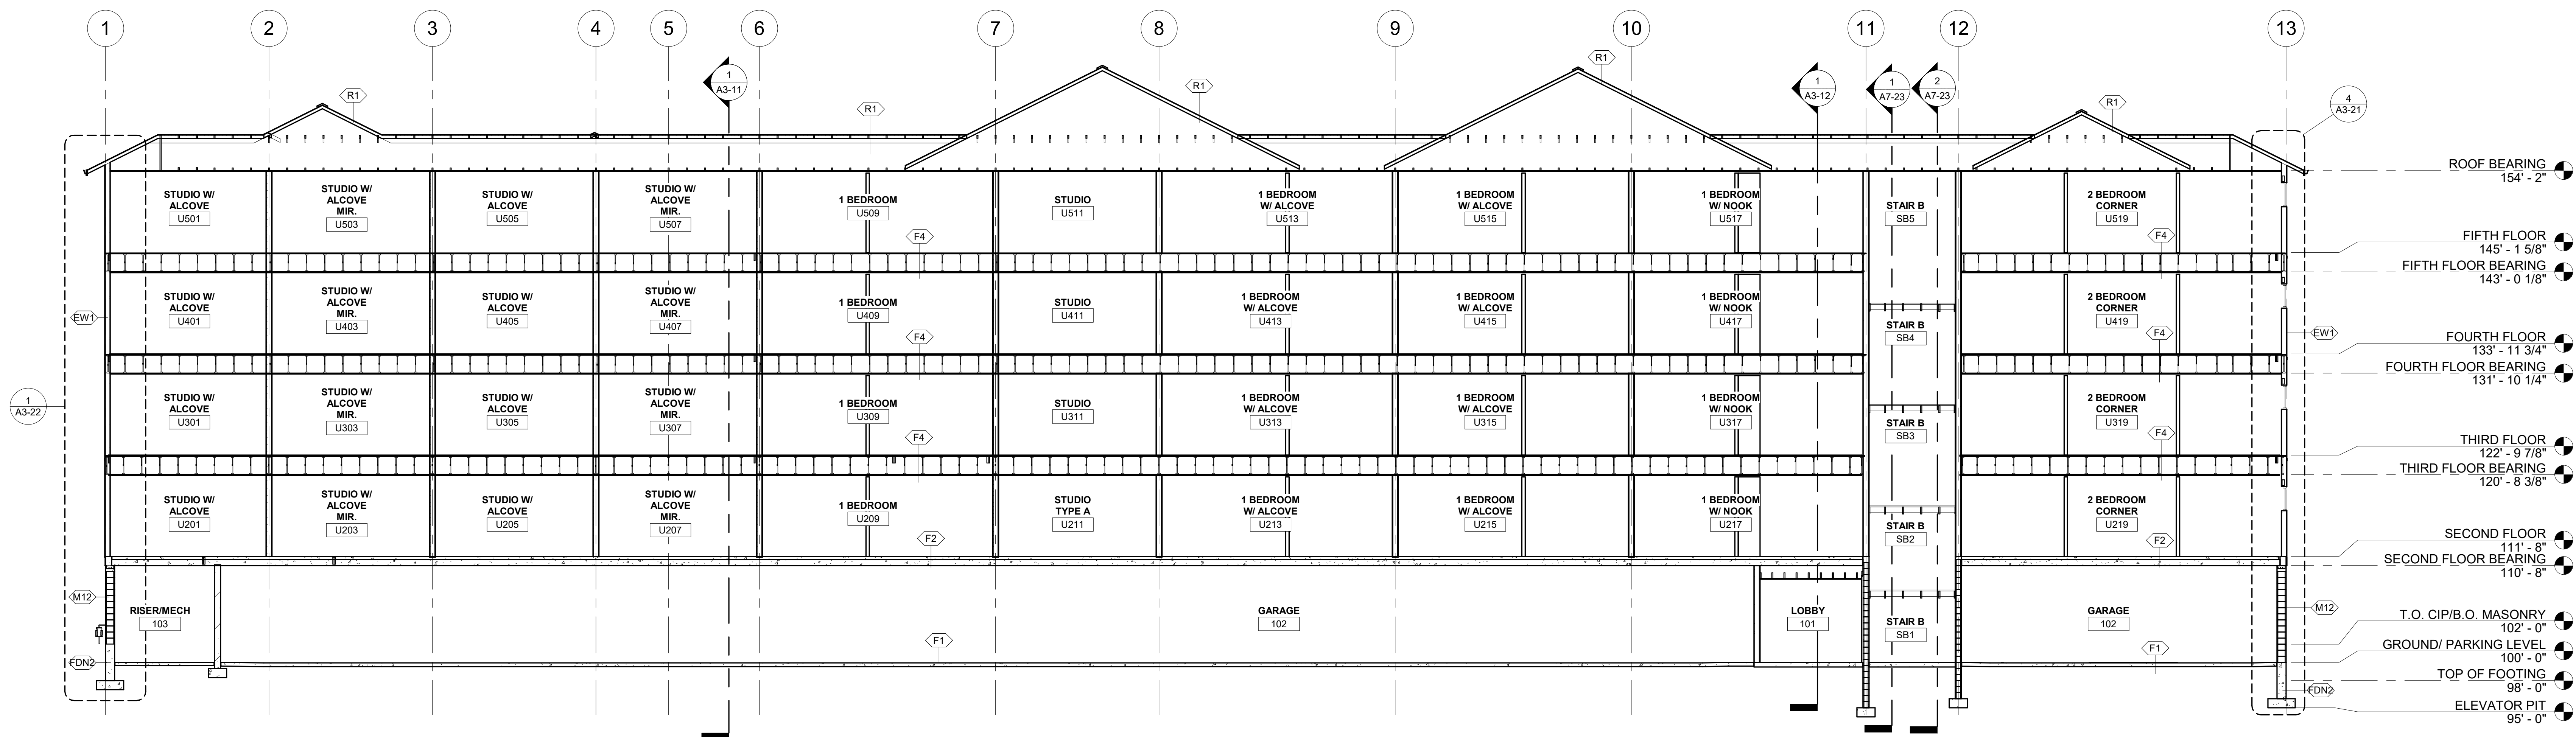 1
2
3
4
5
6
7
8
9
10
11
12
13
1
A3-11
1
A3-12
1
A7-23
2
A7-23
4
A3-21
R1
R1
R1
R1
R1
ROOF BEARING
154' - 2"
STUDIO W/
ALCOVE
U501
STUDIO W/
ALCOVE
MIR.
U503
STUDIO W/
ALCOVE
U505
STUDIO W/
ALCOVE
MIR.
U507
1 BEDROOM
U509
STUDIO
U511
1 BEDROOM
W/ ALCOVE
U513
1 BEDROOM
W/ ALCOVE
U515
1 BEDROOM
W/ NOOK
U517
STAIR B
SB5
2 BEDROOM
CORNER
U519
F4
F4
FIFTH FLOOR
145' - 1 5/8"
FIFTH FLOOR BEARING
143' - 0 1/8"
EW1
STUDIO W/
ALCOVE
U401
STUDIO W/
ALCOVE
MIR.
U403
STUDIO W/
ALCOVE
U405
STUDIO W/
ALCOVE
MIR.
U407
1 BEDROOM
U409
STUDIO
U411
1 BEDROOM
W/ ALCOVE
U413
1 BEDROOM
W/ ALCOVE
U415
1 BEDROOM
W/ NOOK
U417
STAIR B
SB4
2 BEDROOM
CORNER
U419
EW1
F4
F4
FOURTH FLOOR
133' - 11 3/4"
FOURTH FLOOR BEARING
131' - 10 1/4"
1
A3-22
STUDIO W/
ALCOVE
U301
STUDIO W/
ALCOVE
MIR.
U303
STUDIO W/
ALCOVE
U305
STUDIO W/
ALCOVE
MIR.
U307
1 BEDROOM
U309
STUDIO
U311
1 BEDROOM
W/ ALCOVE
U313
1 BEDROOM
W/ ALCOVE
U315
1 BEDROOM
W/ NOOK
U317
STAIR B
SB3
2 BEDROOM
CORNER
U319
F4
F4
THIRD FLOOR
122' - 9 7/8"
THIRD FLOOR BEARING
120' - 8 3/8"
STUDIO W/
ALCOVE
U201
STUDIO W/
ALCOVE
MIR.
U203
STUDIO W/
ALCOVE
U205
STUDIO W/
ALCOVE
MIR.
U207
1 BEDROOM
U209
STUDIO
TYPE A
U211
1 BEDROOM
W/ ALCOVE
U213
1 BEDROOM
W/ ALCOVE
U215
1 BEDROOM
W/ NOOK
U217
STAIR B
SB2
2 BEDROOM
CORNER
U219
F2
F2
SECOND FLOOR
111' - 8"
SECOND FLOOR BEARING
110' - 8"
M12
RISER/MECH
103
GARAGE
102
LOBBY
101
STAIR B
SB1
GARAGE
102
M12
T.O. CIP/B.O. MASONRY
102' - 0"
FDN2
F1
F1
GROUND/ PARKING LEVEL
100' - 0"
TOP OF FOOTING
98' - 0"
FDN2
ELEVATOR PIT
95' - 0"